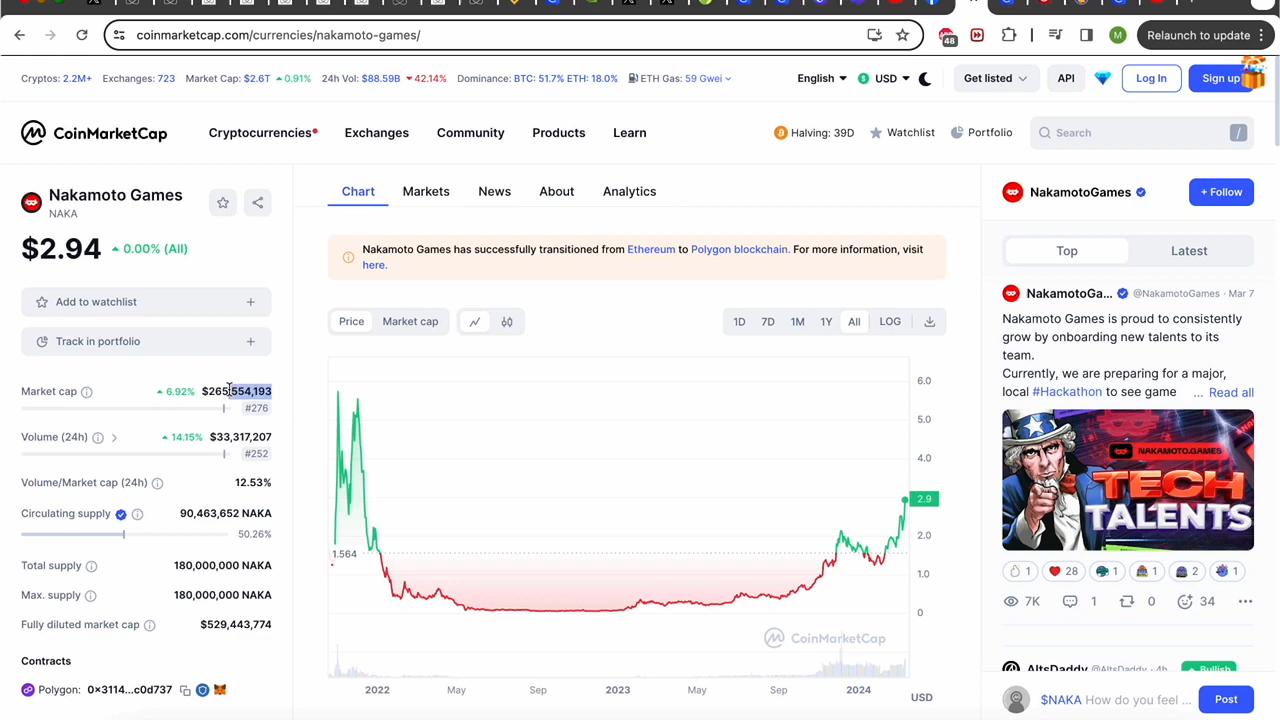 coinmarketcap.com/currencies/nakamoto-games/
48
M
Relaunch to update
Cryptos: 2.2M+ Exchanges: 723 Market Cap: $2.6T 0.91% 24h Vol: $88.59B 42.14% Dominance: BTC: 51.7% ETH: 18.0% ETH Gas: 59 Gwei
English USD Get listed API Log In Sign up
CoinMarketCap
Cryptocurrencies Exchanges Community Products Learn
Halving: 39D Watchlist Portfolio Search /
Nakamoto Games
NAKA
$2.94 0.00% (All)
Add to watchlist +
Track in portfolio +
Market cap 6.92% $265,554,193
#276
Volume (24h) 14.15% $33,317,207
#252
Volume/Market cap (24h) 12.53%
Circulating supply 90,463,652 NAKA
50.26%
Total supply 180,000,000 NAKA
Max. supply 180,000,000 NAKA
Fully diluted market cap $529,443,774
Contracts
Polygon: 0x3114...c0d737
Chart Markets News About Analytics
Nakamoto Games has successfully transitioned from Ethereum to Polygon blockchain. For more information, visit
here.
Price Market cap
1D 7D 1M 1Y All LOG
6.0
5.0
4.0
2.9
2.0
1.564
1.0
0
CoinMarketCap
2022 May Sep 2023 May Sep 2024
USD
NakamotoGames
+ Follow
Top Latest
NakamotoGa... @NakamotoGames · Mar 7
Nakamoto Games is proud to consistently
grow by onboarding new talents to its
team.
Currently, we are preparing for a major,
local #Hackathon to see game ... Read all
NAKAMOTO.GAMES
TECH
TALENTS
1 28 1 1 2 1
7K 1 0 34
AltsDaddy @AltsDaddy · 4h Bullish
$NAKA How do you feel ... Post